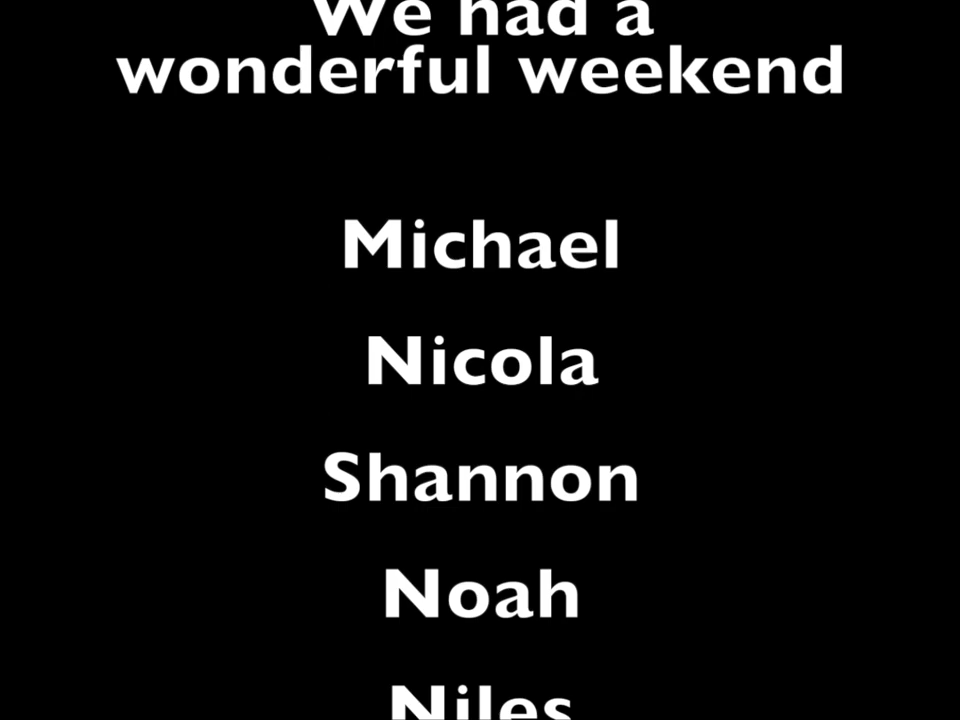 We had a
wonderful weekend
Michael
Nicola
Shannon
Noah
Niles